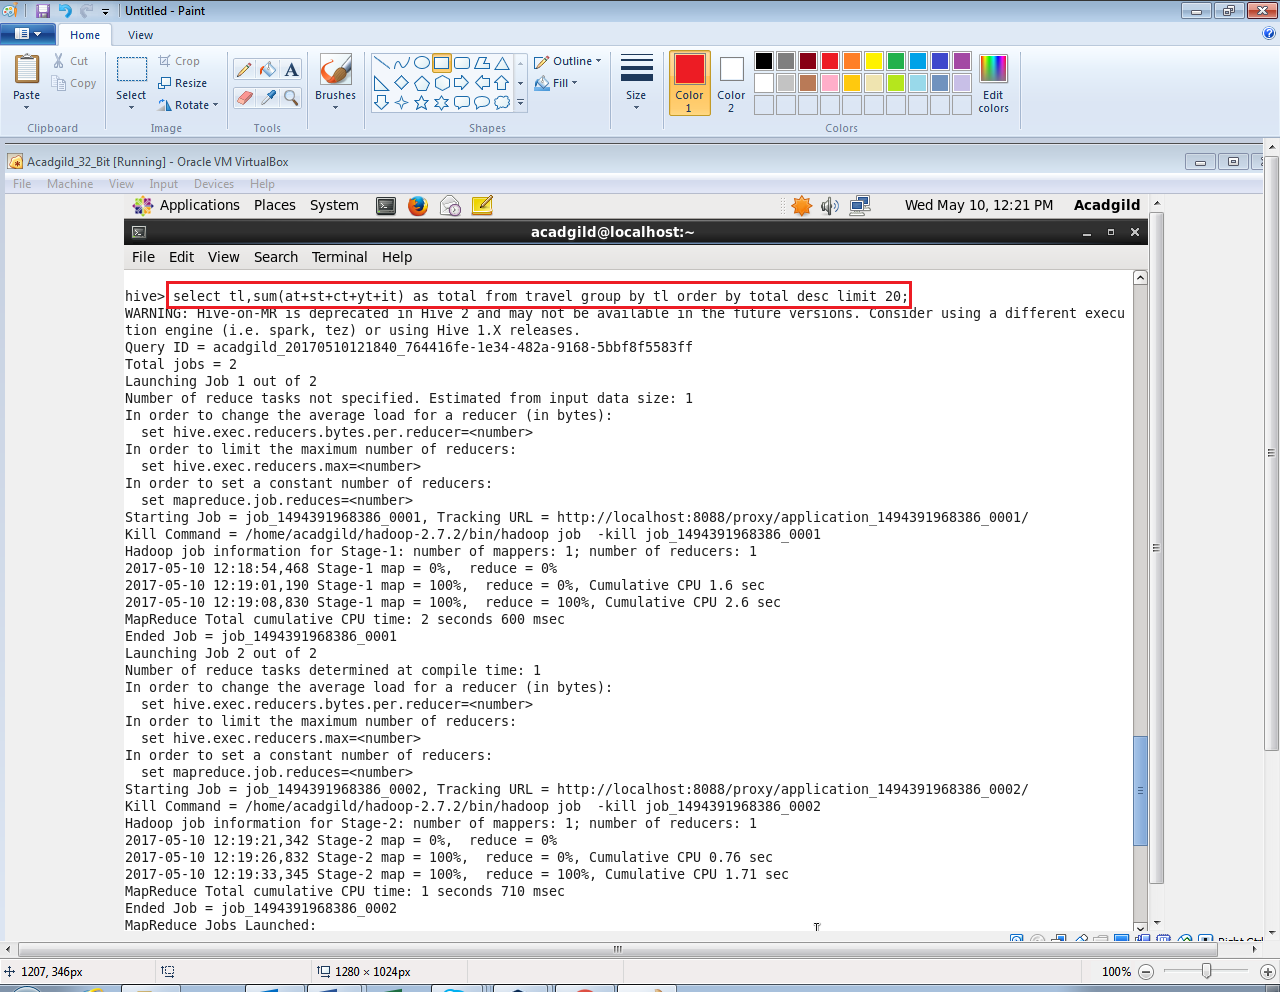 Untitled - Paint
Home View
Paste Cut Copy
Clipboard
Select Crop Resize Rotate
Image
A
Tools
Brushes
Outline Fill
Shapes
Size
Color 1
Color 2
Edit colors
Colors
Acadgild_32_Bit [Running] - Oracle VM VirtualBox
File Machine View Input Devices Help
Applications Places System Wed May 10, 12:21 PM Acadgild
acadgild@localhost:~
File Edit View Search Terminal Help
hive> select tl,sum(at+st+ct+yt+it) as total from travel group by tl order by total desc limit 20;
WARNING: Hive-on-MR is deprecated in Hive 2 and may not be available in the future versions. Consider using a different execu
tion engine (i.e. spark, tez) or using Hive 1.X releases.
Query ID = acadgild_20170510121840_764416fe-1e34-482a-9168-5bbf8f5583ff
Total jobs = 2
Launching Job 1 out of 2
Number of reduce tasks not specified. Estimated from input data size: 1
In order to change the average load for a reducer (in bytes):
  set hive.exec.reducers.bytes.per.reducer=<number>
In order to limit the maximum number of reducers:
  set hive.exec.reducers.max=<number>
In order to set a constant number of reducers:
  set mapreduce.job.reduces=<number>
Starting Job = job_1494391968386_0001, Tracking URL = http://localhost:8088/proxy/application_1494391968386_0001/
Kill Command = /home/acadgild/hadoop-2.7.2/bin/hadoop job  -kill job_1494391968386_0001
Hadoop job information for Stage-1: number of mappers: 1; number of reducers: 1
2017-05-10 12:18:54,468 Stage-1 map = 0%,  reduce = 0%
2017-05-10 12:19:01,190 Stage-1 map = 100%,  reduce = 0%, Cumulative CPU 1.6 sec
2017-05-10 12:19:08,830 Stage-1 map = 100%,  reduce = 100%, Cumulative CPU 2.6 sec
MapReduce Total cumulative CPU time: 2 seconds 600 msec
Ended Job = job_1494391968386_0001
Launching Job 2 out of 2
Number of reduce tasks determined at compile time: 1
In order to change the average load for a reducer (in bytes):
  set hive.exec.reducers.bytes.per.reducer=<number>
In order to limit the maximum number of reducers:
  set hive.exec.reducers.max=<number>
In order to set a constant number of reducers:
  set mapreduce.job.reduces=<number>
Starting Job = job_1494391968386_0002, Tracking URL = http://localhost:8088/proxy/application_1494391968386_0002/
Kill Command = /home/acadgild/hadoop-2.7.2/bin/hadoop job  -kill job_1494391968386_0002
Hadoop job information for Stage-2: number of mappers: 1; number of reducers: 1
2017-05-10 12:19:21,342 Stage-2 map = 0%,  reduce = 0%
2017-05-10 12:19:26,832 Stage-2 map = 100%,  reduce = 0%, Cumulative CPU 0.76 sec
2017-05-10 12:19:33,345 Stage-2 map = 100%,  reduce = 100%, Cumulative CPU 1.71 sec
MapReduce Total cumulative CPU time: 1 seconds 710 msec
Ended Job = job_1494391968386_0002
MapReduce Jobs Launched:
Right Ctrl
1207, 346px 1280 × 1024px 100%